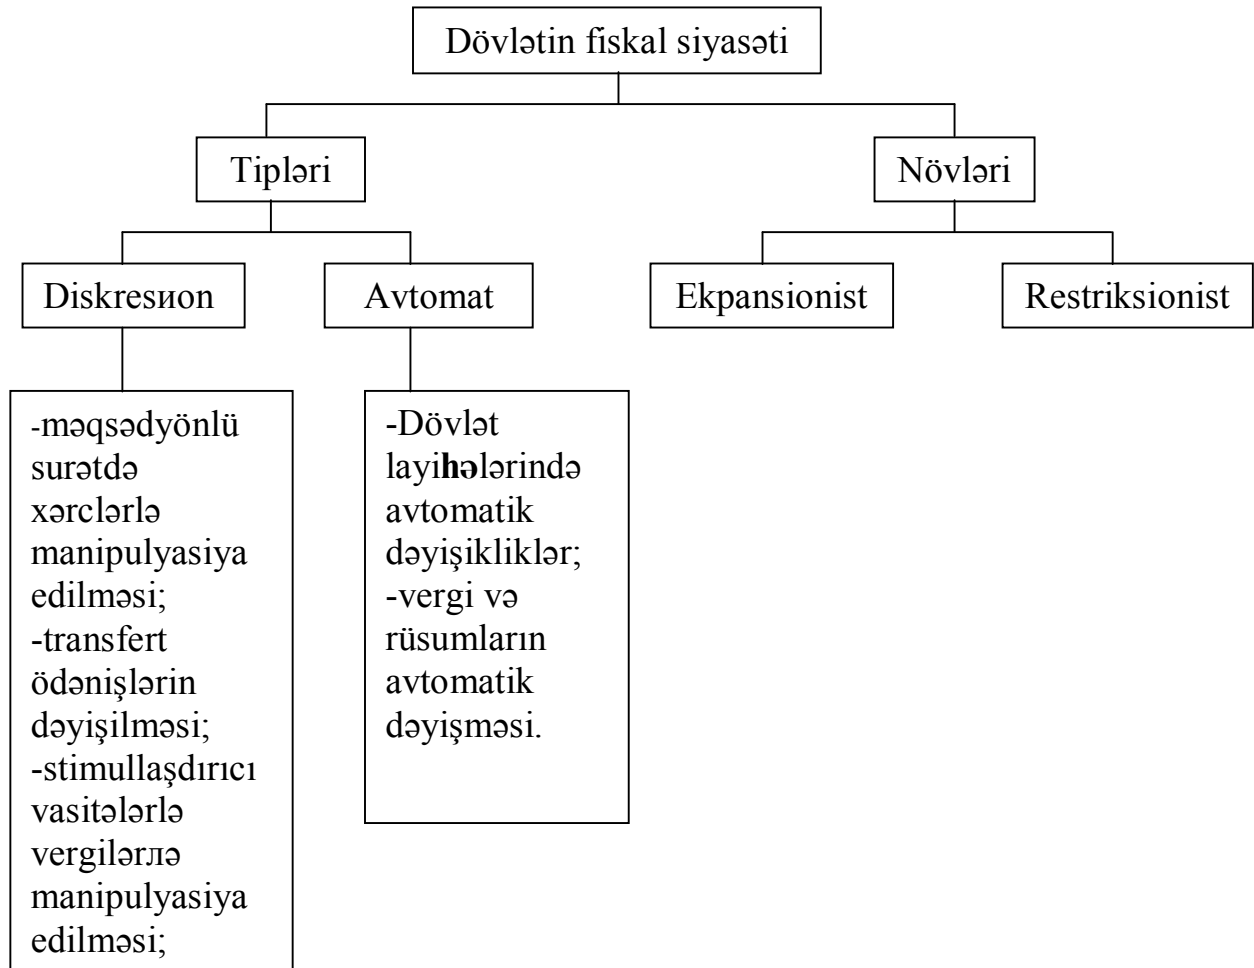 Dövlətin fiskal siyasəti
Tipləri
Növləri
Diskresиon
Avtomat
Ekpansionist
Restriksionist
-məqsədyönlü
surətdə
xərclərlə
manipulyasiya
edilməsi;
-transfert
ödənişlərin
dəyişilməsi;
-stimullaşdırıcı
vasitələrlə
vergilərлə
manipulyasiya
edilməsi;
-Dövlət
layihələrində
avtomatik
dəyişikliklər;
-vergi və
rüsumların
avtomatik
dəyişməsi.